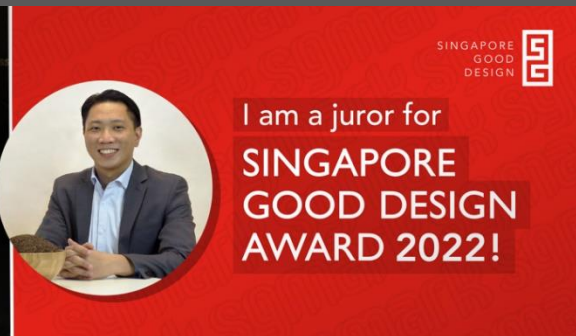 SINGAPORE
GOOD
DESIGN
I am a juror for
SINGAPORE
GOOD DESIGN
AWARD 2022!